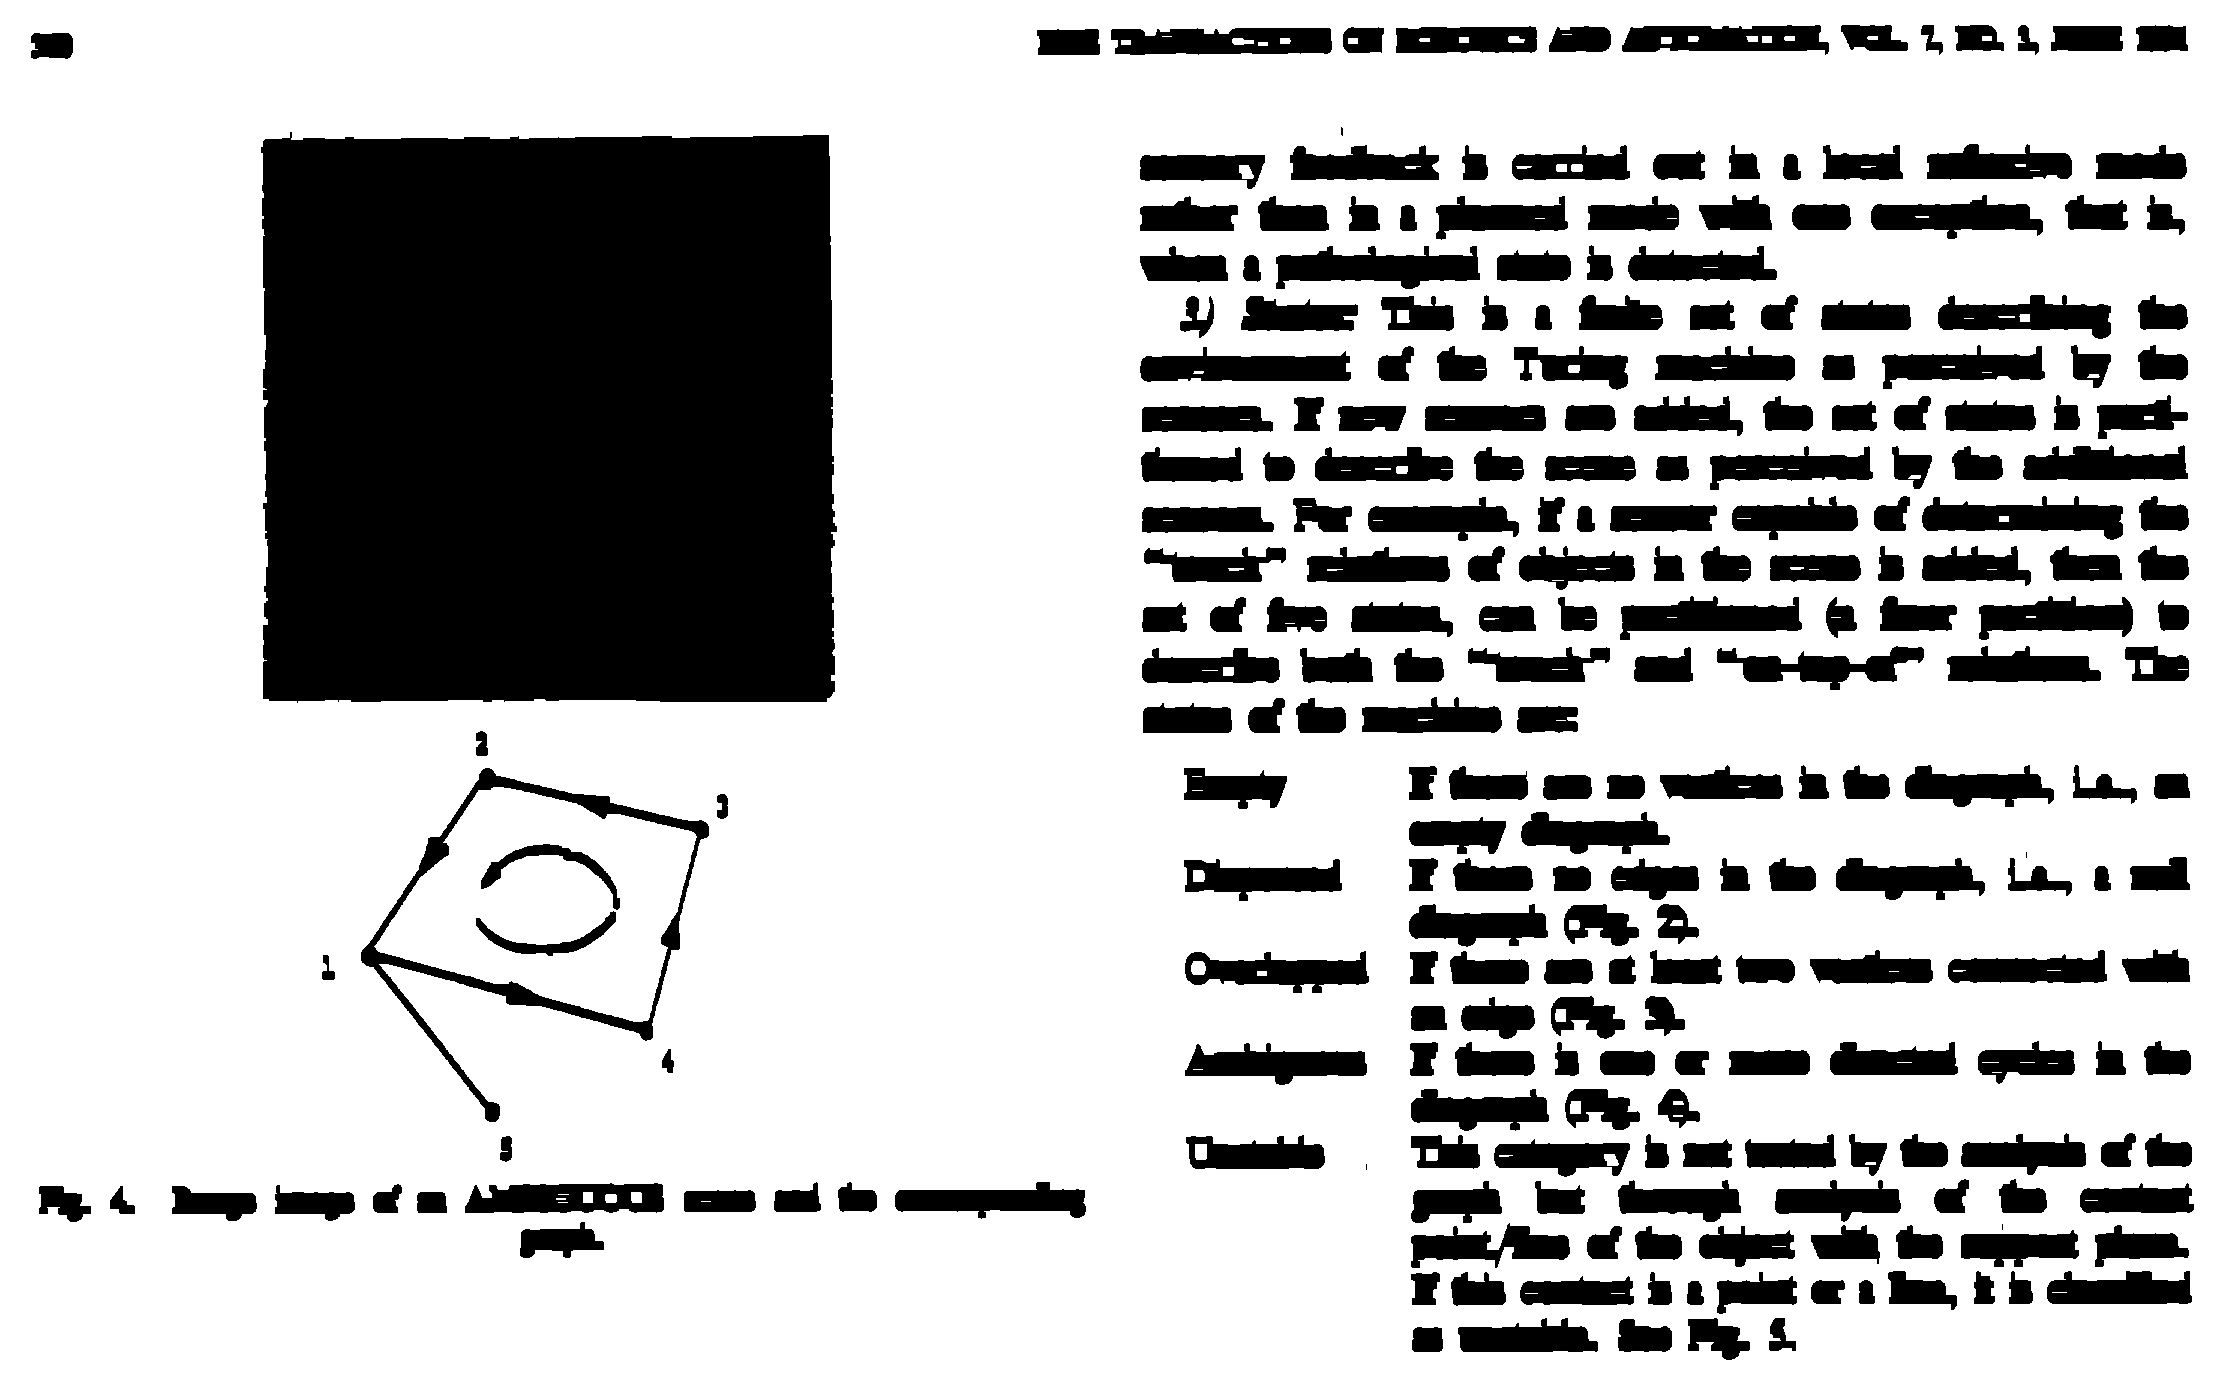 IEEE TRANSACTIONS ON ROBOTICS AND AUTOMATION, VOL. 7, NO. 3, JUNE
sensory feedback is carried out in a local reflexive mode
rather than in a planned mode with one exception, that is,
when a pathological state is detected.
States: This is a finite set of states describing the
environment of the Turing machine as perceived by the
sensors. If new sensors are added, the set of states is parti-
tioned to describe the scene as perceived by the additional
sensors. For example, if a sensor capable of determining the
"touch" relations of objects in the scene is added, then the
set of five states, can be partitioned (a finer partition) to
describe both the "touch" and "on-top-of" relations. The
states of the machine are:
Empty If there are no vertices in the diagraph, i.e., an
empty diagraph.
Dispersed If there no edges in the diagraph, i.e., a null
diagraph (Fig. 2).
Overlapped If there are at least two vertices connected with
an edge (Fig. 3).
Ambiguous If there is one or more directed cycles in the
diagraph (Fig. 4).
Unstable This category is not tested by the analysis of the
graph but through analysis of the contact
point/line of the object with the support plane.
If this contact is a point or a line, it is classified
as unstable. See Fig. 5.
2
3
1
4
5
Fig. 4. Range image of an AMBIGUOUS scene and the corresponding
graph.